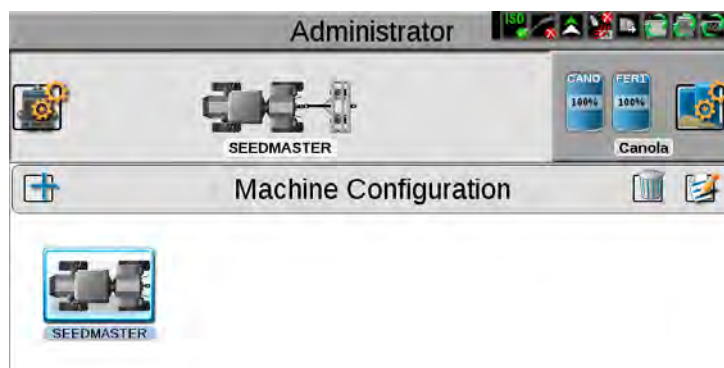 Administrator
ISO
CANO FERT
100% 100%
SEEDMASTER
Canola
Machine Configuration
SEEDMASTER